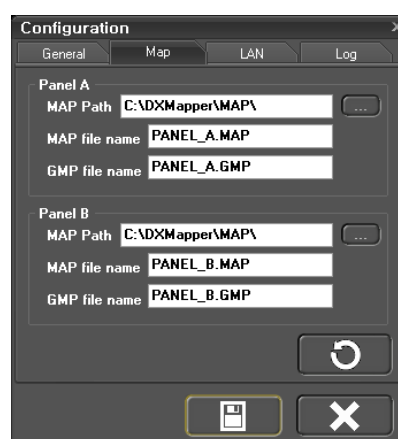 Configuration
General Map LAN Log
Panel A
MAP Path C:\DXMapper\MAP\ ...
MAP file name PANEL_A.MAP
GMP file name PANEL_A.GMP
Panel B
MAP Path C:\DXMapper\MAP\ ...
MAP file name PANEL_B.MAP
GMP file name PANEL_B.GMP